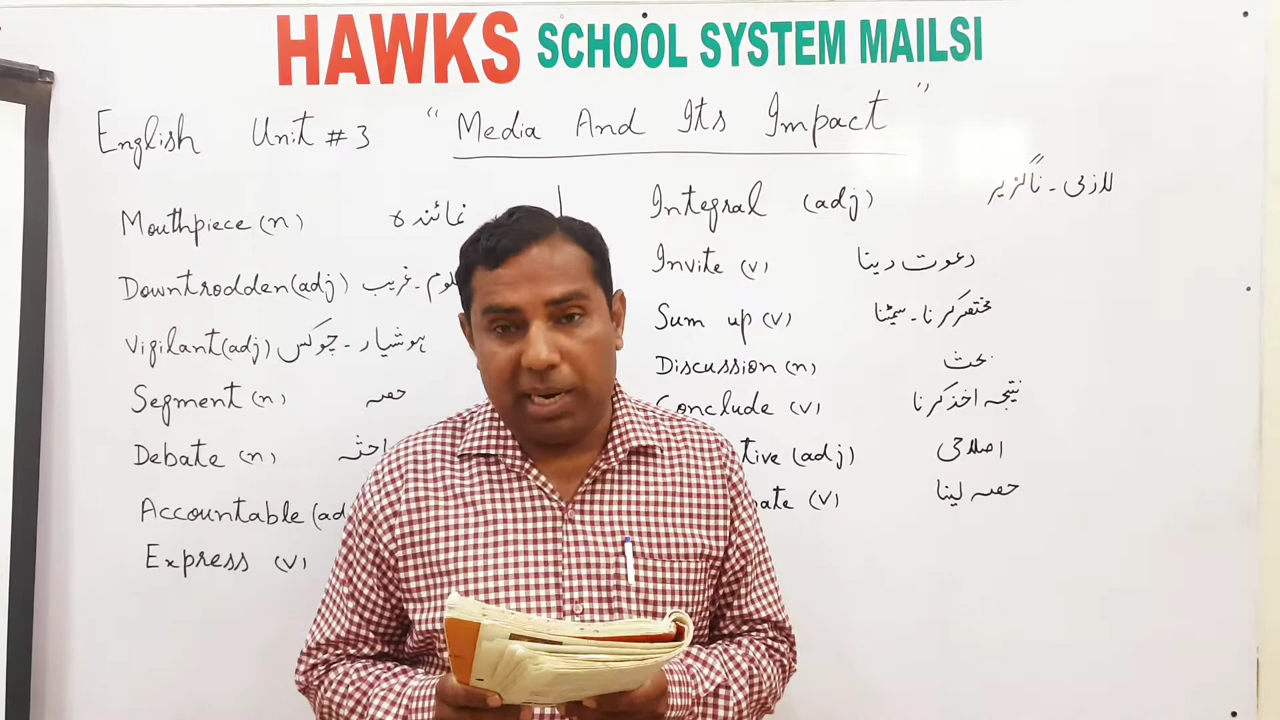 HAWKS SCHOOL SYSTEM MAILSI
English Unit # 3 " Media And Its Impact "
Mouthpiece (n) نمائندہ
Downtrodden (adj) غریب
Vigilant (adj) ہوشیار - چوکس
Segment (n) حصہ
Debate (n)
Accountable (ad
Express (v)
Integral (adj) لازمی - ناگزیر
Invite (v) دعوت دینا
Sum up (v) مختصر کرنا - سمیٹنا
Discussion (n) بحث
Conclude (v) نتیجہ اخذ کرنا
tive (adj) اصلاحی
pate (v) حصہ لینا